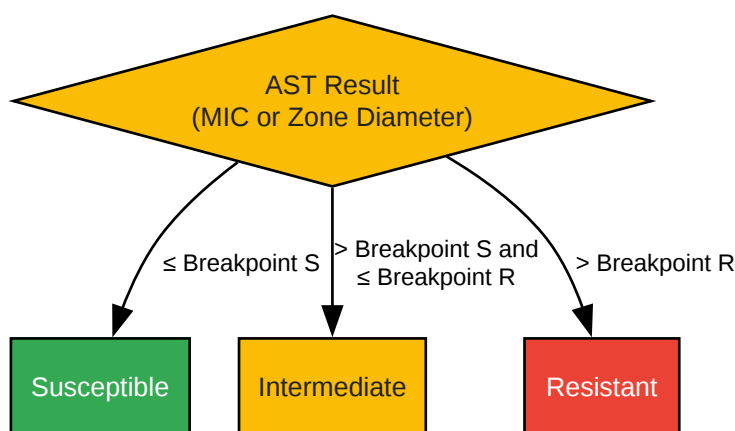 AST Result
(MIC or Zone Diameter)
≤ Breakpoint S
> Breakpoint S and
≤ Breakpoint R
> Breakpoint R
Susceptible
Intermediate
Resistant